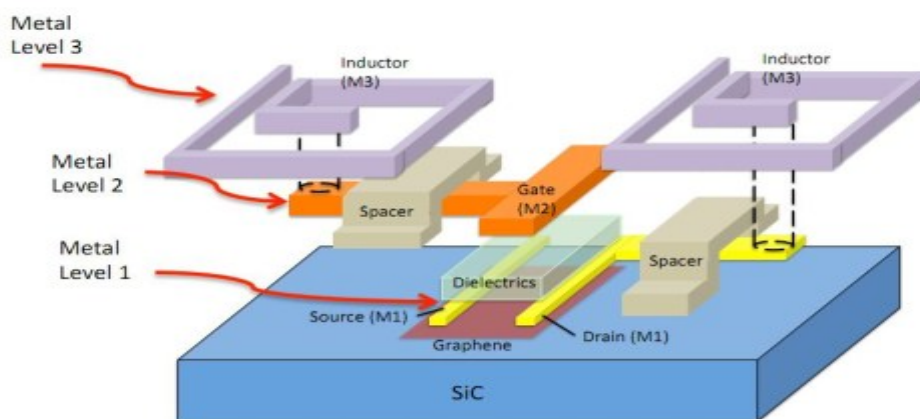 Metal
Level 3
Inductor
(M3)
Inductor
(M3)
Metal
Level 2
Gate
(M2)
Spacer
Metal
Level 1
Spacer
Dielectrics
Source (M1)
Drain (M1)
Graphene
SiC